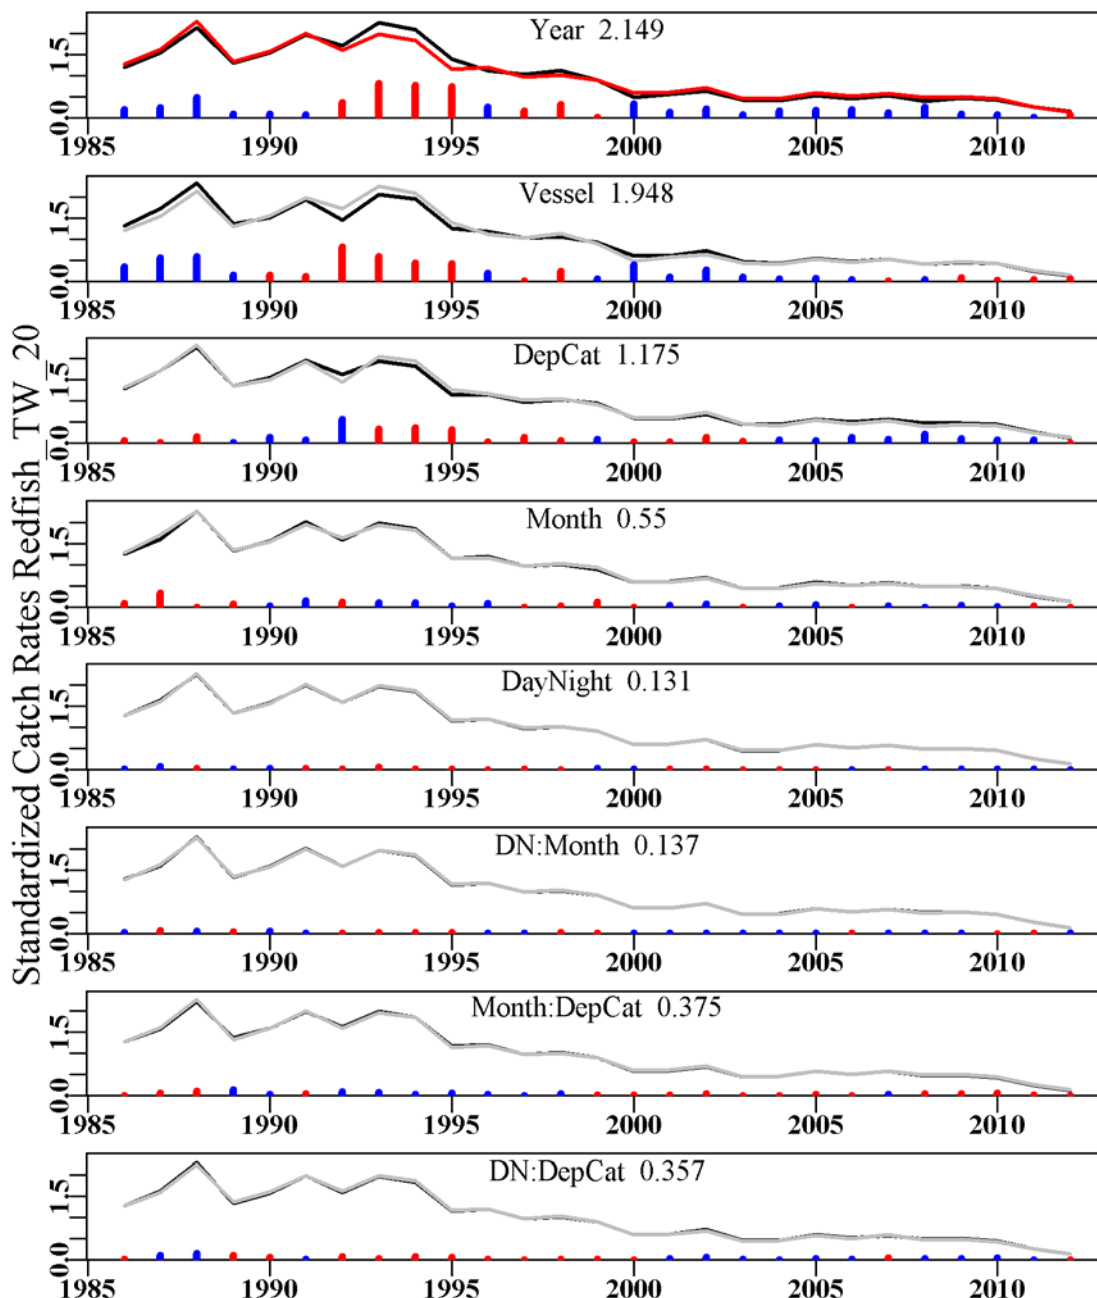 Standardized Catch Rates Redfish_TW_20
Year 2.149
1.5
0.0
1985 1990 1995 2000 2005 2010
Vessel 1.948
1.5
0.0
1985 1990 1995 2000 2005 2010
DepCat 1.175
1.5
0.0
1985 1990 1995 2000 2005 2010
Month 0.55
1.5
0.0
1985 1990 1995 2000 2005 2010
DayNight 0.131
1.5
0.0
1985 1990 1995 2000 2005 2010
DN:Month 0.137
1.5
0.0
1985 1990 1995 2000 2005 2010
Month:DepCat 0.375
1.5
0.0
1985 1990 1995 2000 2005 2010
DN:DepCat 0.357
1.5
0.0
1985 1990 1995 2000 2005 2010